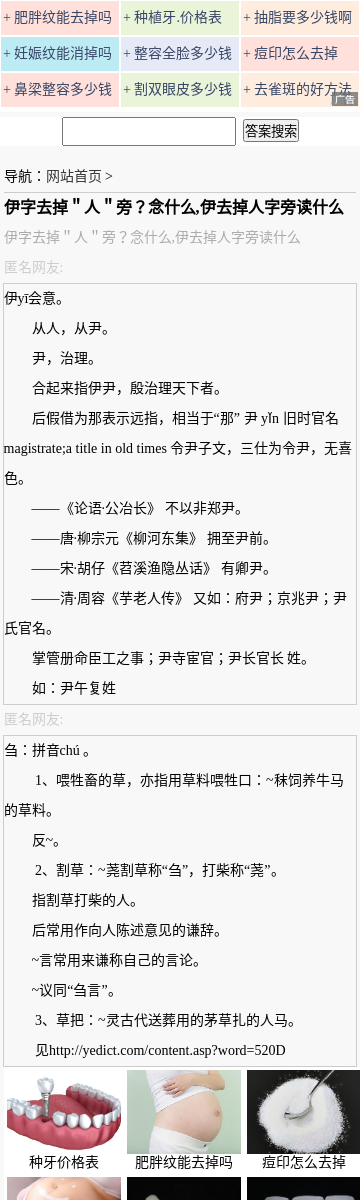 + 肥胖纹能去掉吗 + 种植牙.价格表 + 抽脂要多少钱啊
+ 妊娠纹能消掉吗 + 整容全脸多少钱 + 痘印怎么去掉
+ 鼻梁整容多少钱 + 割双眼皮多少钱 + 去雀斑的好方法
广告
答案搜索
导航：网站首页 >
伊字去掉＂人＂旁？念什么,伊去掉人字旁读什么
伊字去掉＂人＂旁？念什么,伊去掉人字旁读什么
匿名网友:
伊yī会意。
从人，从尹。
尹，治理。
合起来指伊尹，殷治理天下者。
后假借为那表示远指，相当于“那” 尹 yǐn 旧时官名
magistrate;a title in old times 令尹子文，三仕为令尹，无喜
色。
——《论语·公冶长》 不以非郑尹。
——唐·柳宗元《柳河东集》 拥至尹前。
——宋·胡仔《苕溪渔隐丛话》 有卿尹。
——清·周容《芋老人传》 又如：府尹；京兆尹；尹
氏官名。
掌管册命臣工之事；尹寺宦官；尹长官长 姓。
如：尹午复姓
匿名网友:
刍：拼音chú 。
1、喂牲畜的草，亦指用草料喂牲口：~秣饲养牛马
的草料。
反~。
2、割草：~荛割草称“刍”，打柴称“荛”。
指割草打柴的人。
后常用作向人陈述意见的谦辞。
~言常用来谦称自己的言论。
~议同“刍言”。
3、草把：~灵古代送葬用的茅草扎的人马。
见http://yedict.com/content.asp?word=520D
种牙价格表 肥胖纹能去掉吗 痘印怎么去掉